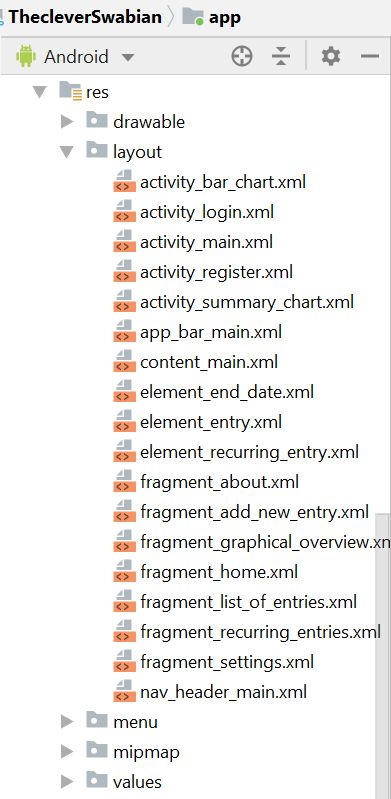 ThecleverSwabian app
Android
res
drawable
layout
activity_bar_chart.xml
activity_login.xml
activity_main.xml
activity_register.xml
activity_summary_chart.xml
app_bar_main.xml
content_main.xml
element_end_date.xml
element_entry.xml
element_recurring_entry.xml
fragment_about.xml
fragment_add_new_entry.xml
fragment_graphical_overview.xn
fragment_home.xml
fragment_list_of_entries.xml
fragment_recurring_entries.xml
fragment_settings.xml
nav_header_main.xml
menu
mipmap
values